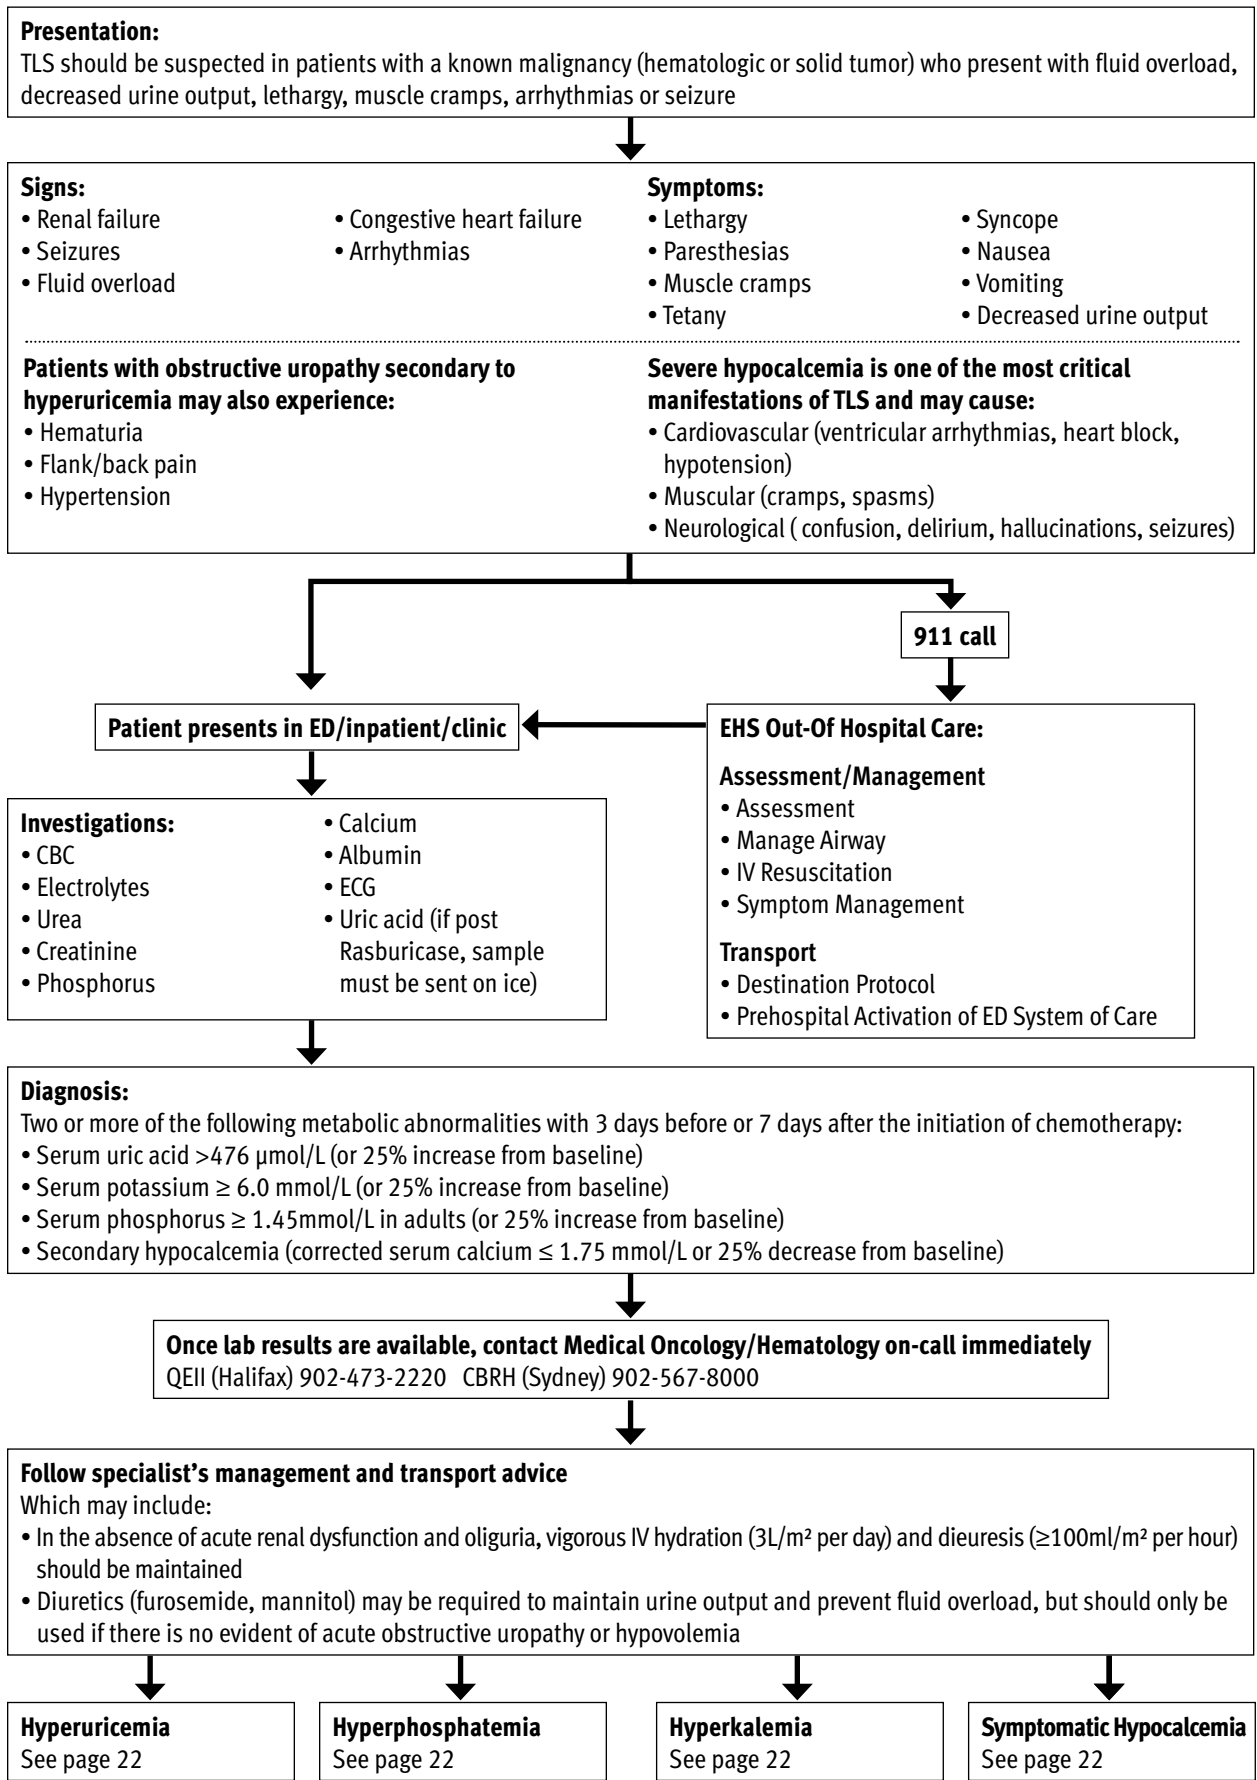 Presentation:
TLS should be suspected in patients with a known malignancy (hematologic or solid tumor) who present with fluid overload,
decreased urine output, lethargy, muscle cramps, arrhythmias or seizure
Signs:
• Renal failure
• Seizures
• Fluid overload
• Congestive heart failure
• Arrhythmias
Symptoms:
• Lethargy
• Paresthesias
• Muscle cramps
• Tetany
• Syncope
• Nausea
• Vomiting
• Decreased urine output
Patients with obstructive uropathy secondary to
hyperuricemia may also experience:
• Hematuria
• Flank/back pain
• Hypertension
Severe hypocalcemia is one of the most critical
manifestations of TLS and may cause:
• Cardiovascular (ventricular arrhythmias, heart block,
hypotension)
• Muscular (cramps, spasms)
• Neurological ( confusion, delirium, hallucinations, seizures)
911 call
Patient presents in ED/inpatient/clinic
EHS Out-Of Hospital Care:
Assessment/Management
• Assessment
• Manage Airway
• IV Resuscitation
• Symptom Management
Transport
• Destination Protocol
• Prehospital Activation of ED System of Care
Investigations:
• CBC
• Electrolytes
• Urea
• Creatinine
• Phosphorus
• Calcium
• Albumin
• ECG
• Uric acid (if post
Rasburicase, sample
must be sent on ice)
Diagnosis:
Two or more of the following metabolic abnormalities with 3 days before or 7 days after the initiation of chemotherapy:
• Serum uric acid >476 µmol/L (or 25% increase from baseline)
• Serum potassium ≥ 6.0 mmol/L (or 25% increase from baseline)
• Serum phosphorus ≥ 1.45mmol/L in adults (or 25% increase from baseline)
• Secondary hypocalcemia (corrected serum calcium ≤ 1.75 mmol/L or 25% decrease from baseline)
Once lab results are available, contact Medical Oncology/Hematology on-call immediately
QEII (Halifax) 902-473-2220 CBRH (Sydney) 902-567-8000
Follow specialist’s management and transport advice
Which may include:
• In the absence of acute renal dysfunction and oliguria, vigorous IV hydration (3L/m² per day) and dieuresis (≥100ml/m² per hour)
should be maintained
• Diuretics (furosemide, mannitol) may be required to maintain urine output and prevent fluid overload, but should only be
used if there is no evident of acute obstructive uropathy or hypovolemia
Hyperuricemia
See page 22
Hyperphosphatemia
See page 22
Hyperkalemia
See page 22
Symptomatic Hypocalcemia
See page 22